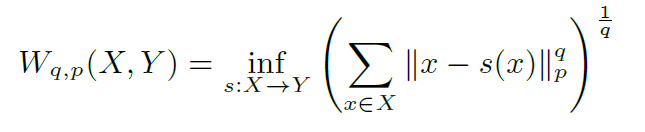 $$W_{q,p}(X,Y) = \inf_{s:X \to Y} \left( \sum_{x \in X} \|x - s(x)\|_p^q \right)^{\frac{1}{q}}$$